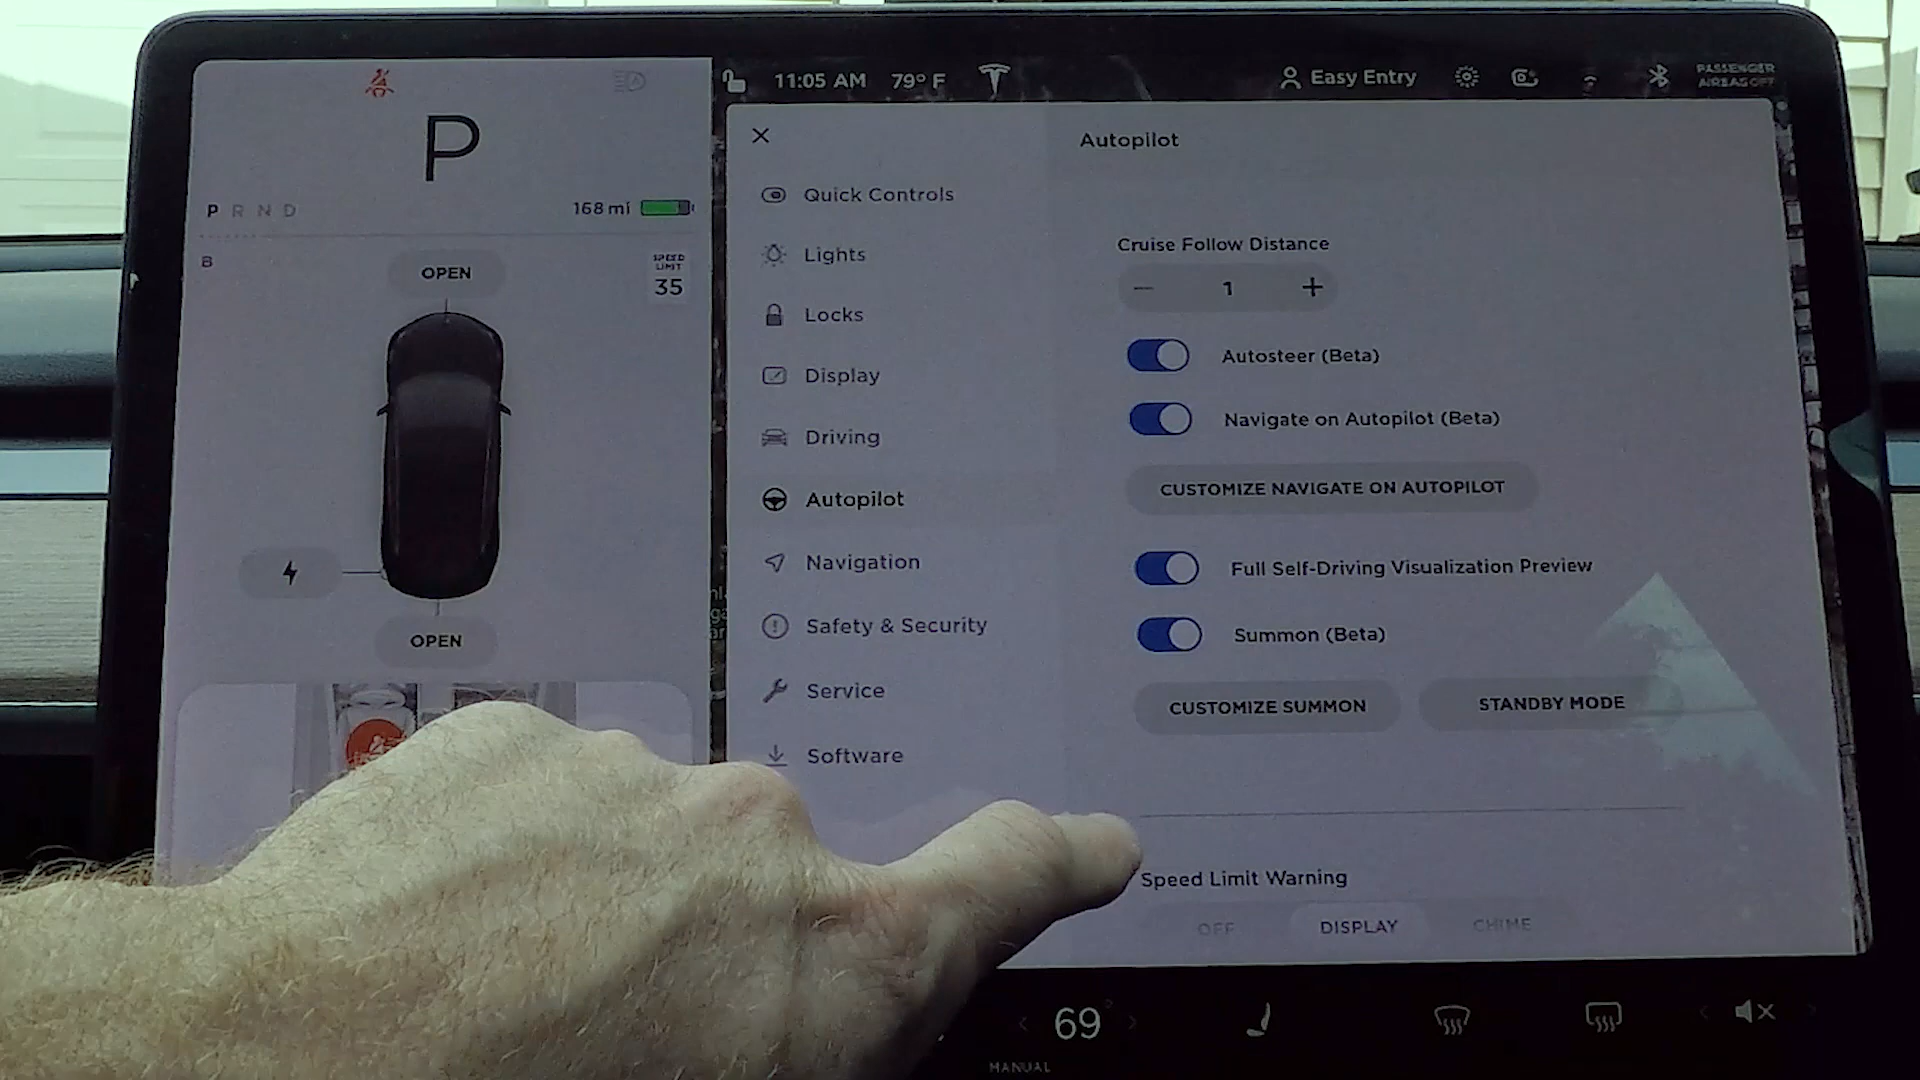 11:05 AM 79° F Easy Entry PASSENGER
AIRBAG OFF
P
P R N D 168 mi
B
SPEED
LIMIT
35
OPEN
OPEN
Quick Controls
Lights
Locks
Display
Driving
Autopilot
Navigation
Safety & Security
Service
Software
Autopilot
Cruise Follow Distance
− 1 +
Autosteer (Beta)
Navigate on Autopilot (Beta)
CUSTOMIZE NAVIGATE ON AUTOPILOT
Full Self-Driving Visualization Preview
Summon (Beta)
CUSTOMIZE SUMMON STANDBY MODE
Speed Limit Warning
OFF DISPLAY CHIME
69°
MANUAL